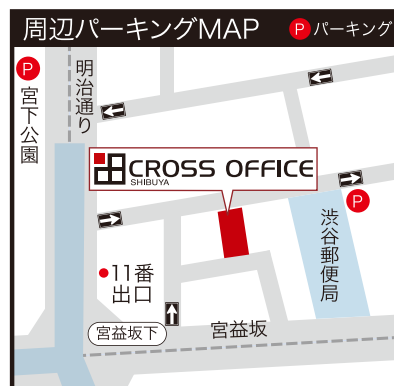 周辺パーキングMAP
P パーキング
P
宮下公園
明治通り
CROSS OFFICE
SHIBUYA
P
渋谷郵便局
11番
出口
宮益坂下
宮益坂